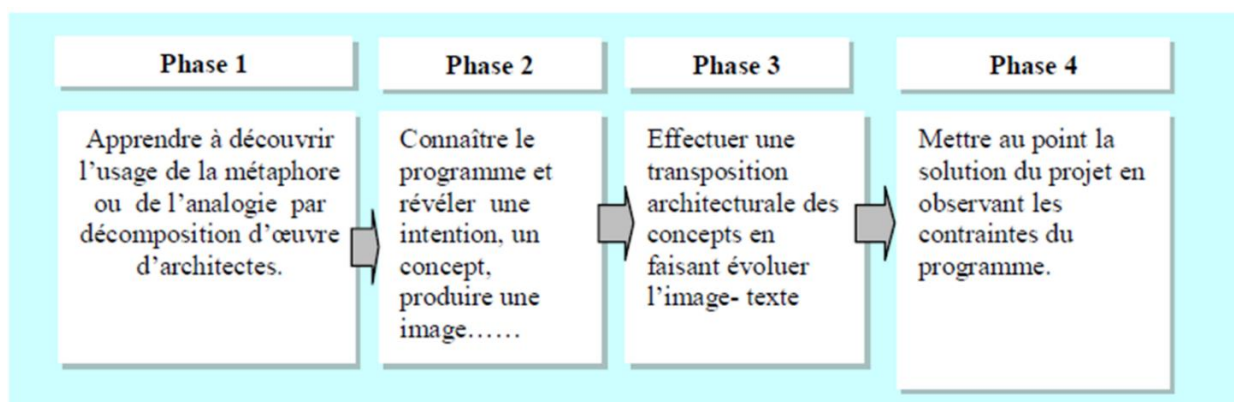 Phase 1
Apprendre à découvrir
l’usage de la métaphore
ou de l’analogie par
décomposition d’œuvre
d’architectes.
Phase 2
Connaître le
programme et
révéler une
intention, un
concept,
produire une
image……
Phase 3
Effectuer une
transposition
architecturale des
concepts en
faisant évoluer
l’image- texte
Phase 4
Mettre au point la
solution du projet en
observant les
contraintes du
programme.